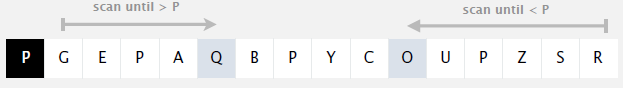 scan until > P
scan until < P
P G E P A Q B P Y C O U P Z S R